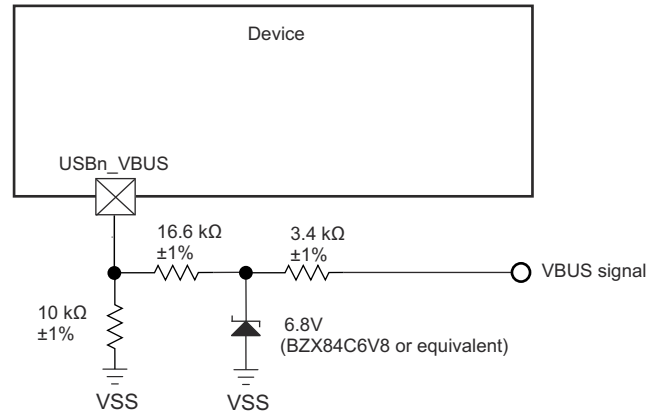 Device
USBn_VBUS
16.6 kΩ
±1%
3.4 kΩ
±1%
VBUS signal
10 kΩ
±1%
6.8V
(BZX84C6V8 or equivalent)
VSS
VSS